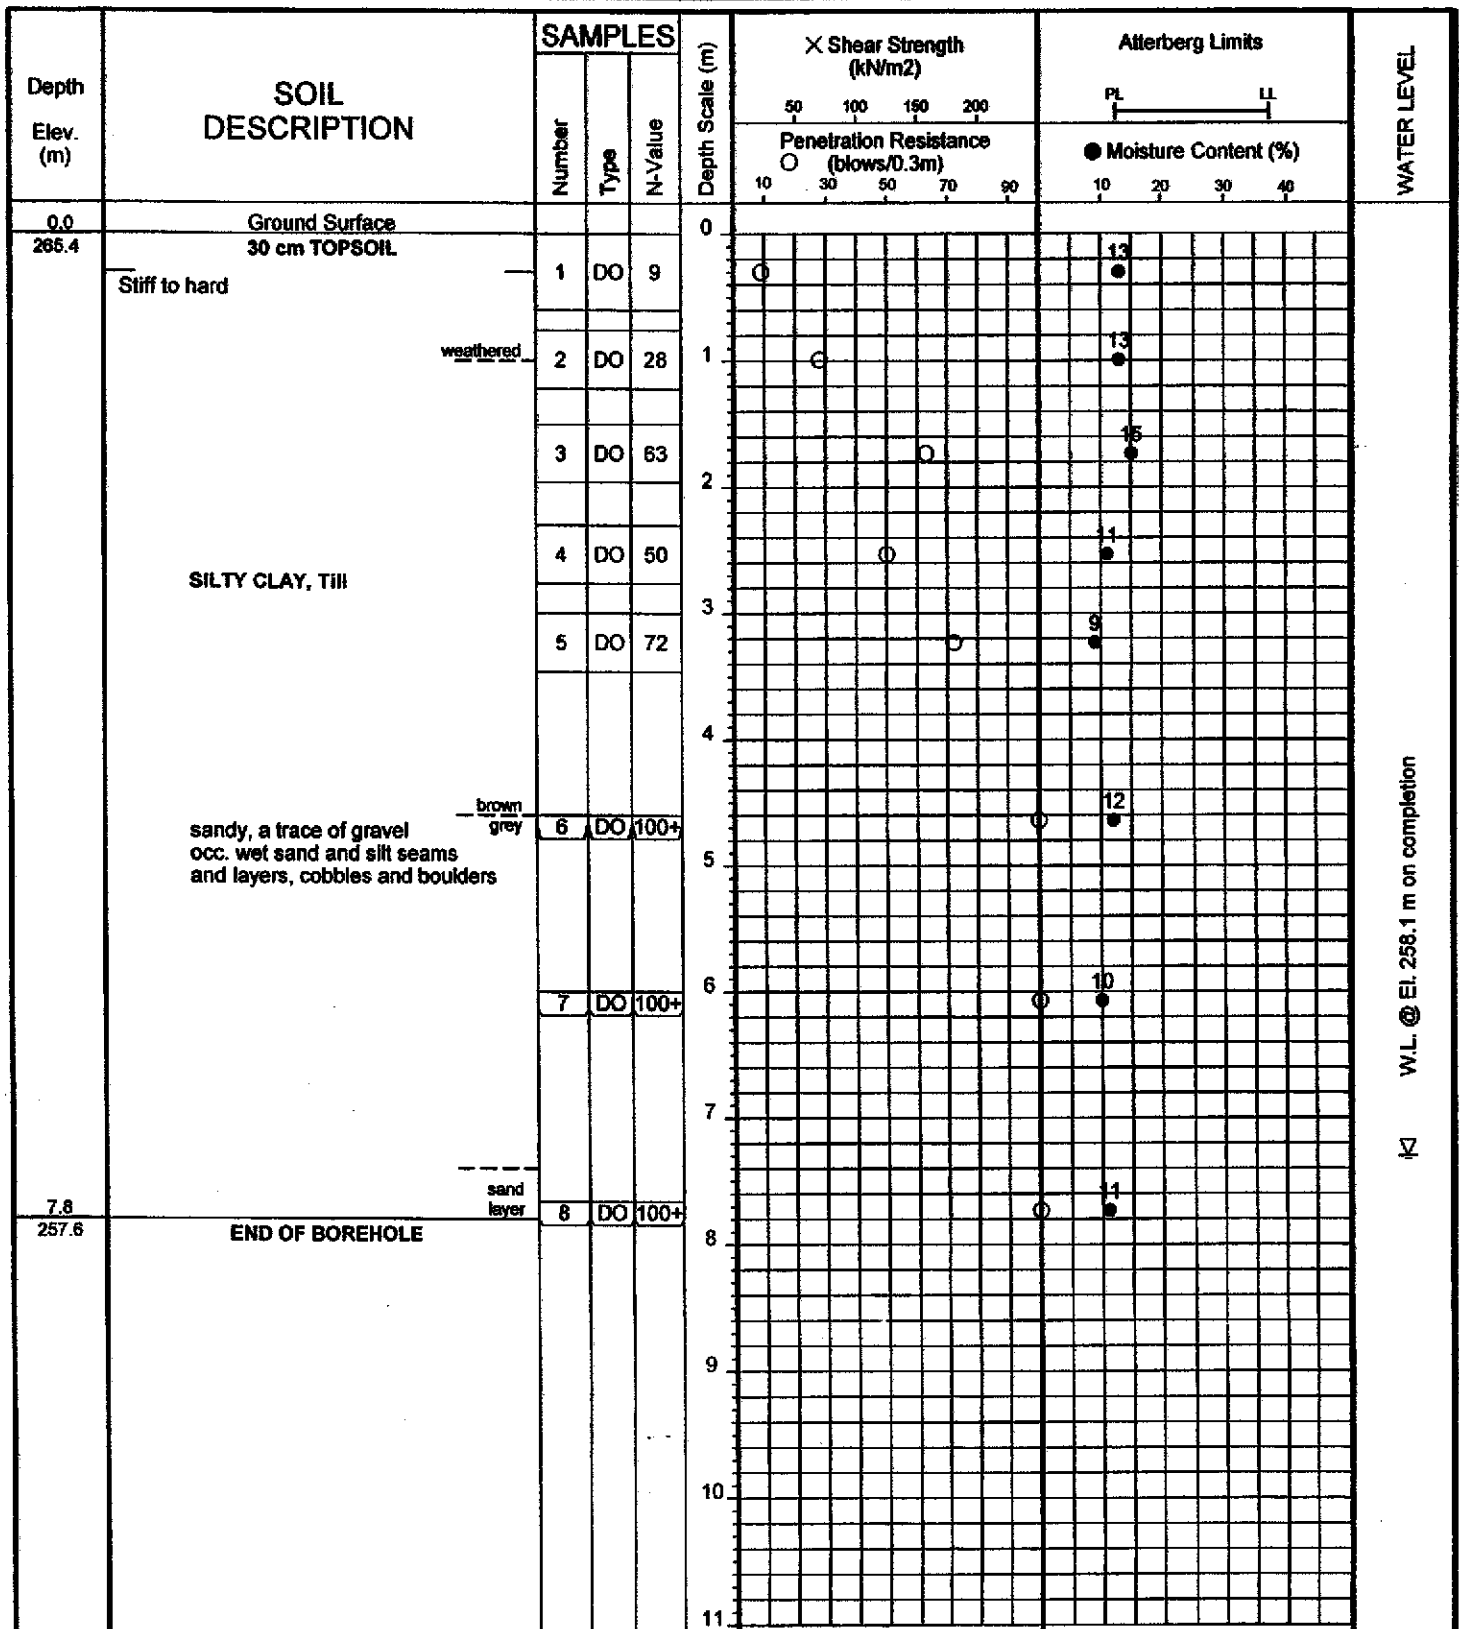 Depth
Elev.
(m)
SOIL
DESCRIPTION
SAMPLES
Number
Type
N-Value
Depth Scale (m)
× Shear Strength
(kN/m2)
50 100 150 200
Penetration Resistance
(blows/0.3m)
10 30 50 70 90
Atterberg Limits
PL LL
Moisture Content (%)
10 20 30 40
WATER LEVEL
0.0
Ground Surface
0
265.4
30 cm TOPSOIL
13
Stiff to hard
1 DO 9
13
weathered
2 DO 28
1
15
3 DO 63
2
11
4 DO 50
SILTY CLAY, Till
3
9
5 DO 72
4
12
brown
grey
6 DO 100+
sandy, a trace of gravel
occ. wet sand and silt seams
and layers, cobbles and boulders
5
W.L. @ El. 258.1 m on completion
6
10
7 DO 100+
7
sand
layer
11
7.8
8 DO 100+
257.6
END OF BOREHOLE
8
9
10
11